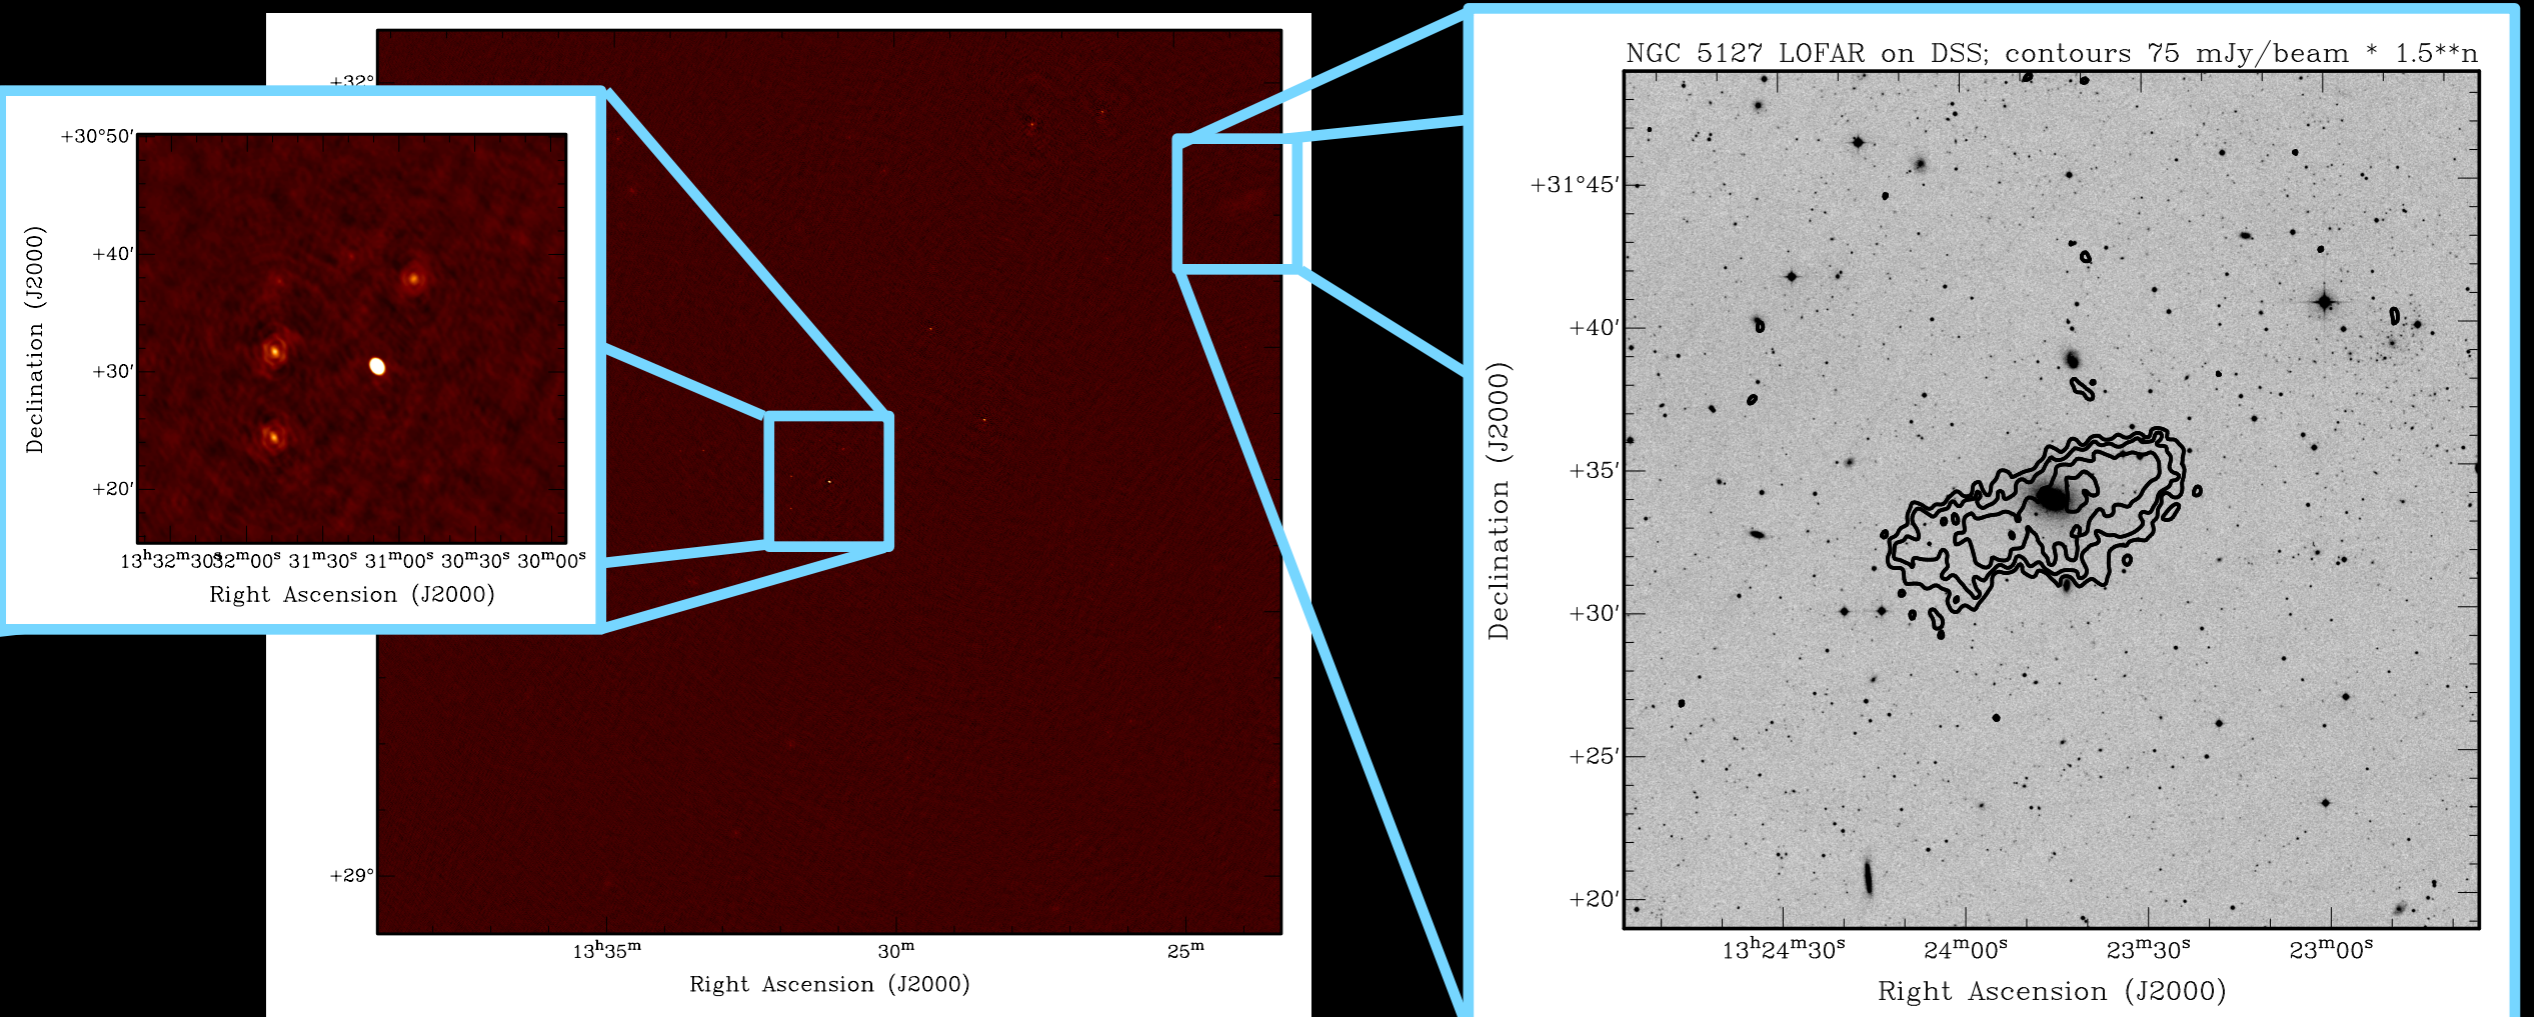 +32°
+29°
13ʰ35ᵐ
30ᵐ
25ᵐ
Right Ascension (J2000)
+30°50′
+40′
+30′
+20′
Declination (J2000)
13ʰ32ᵐ30ˢ
32ᵐ00ˢ
31ᵐ30ˢ
31ᵐ00ˢ
30ᵐ30ˢ
30ᵐ00ˢ
Right Ascension (J2000)
NGC 5127 LOFAR on DSS; contours 75 mJy/beam * 1.5**n
+31°45′
+40′
+35′
+30′
+25′
+20′
Declination (J2000)
13ʰ24ᵐ30ˢ
24ᵐ00ˢ
23ᵐ30ˢ
23ᵐ00ˢ
Right Ascension (J2000)